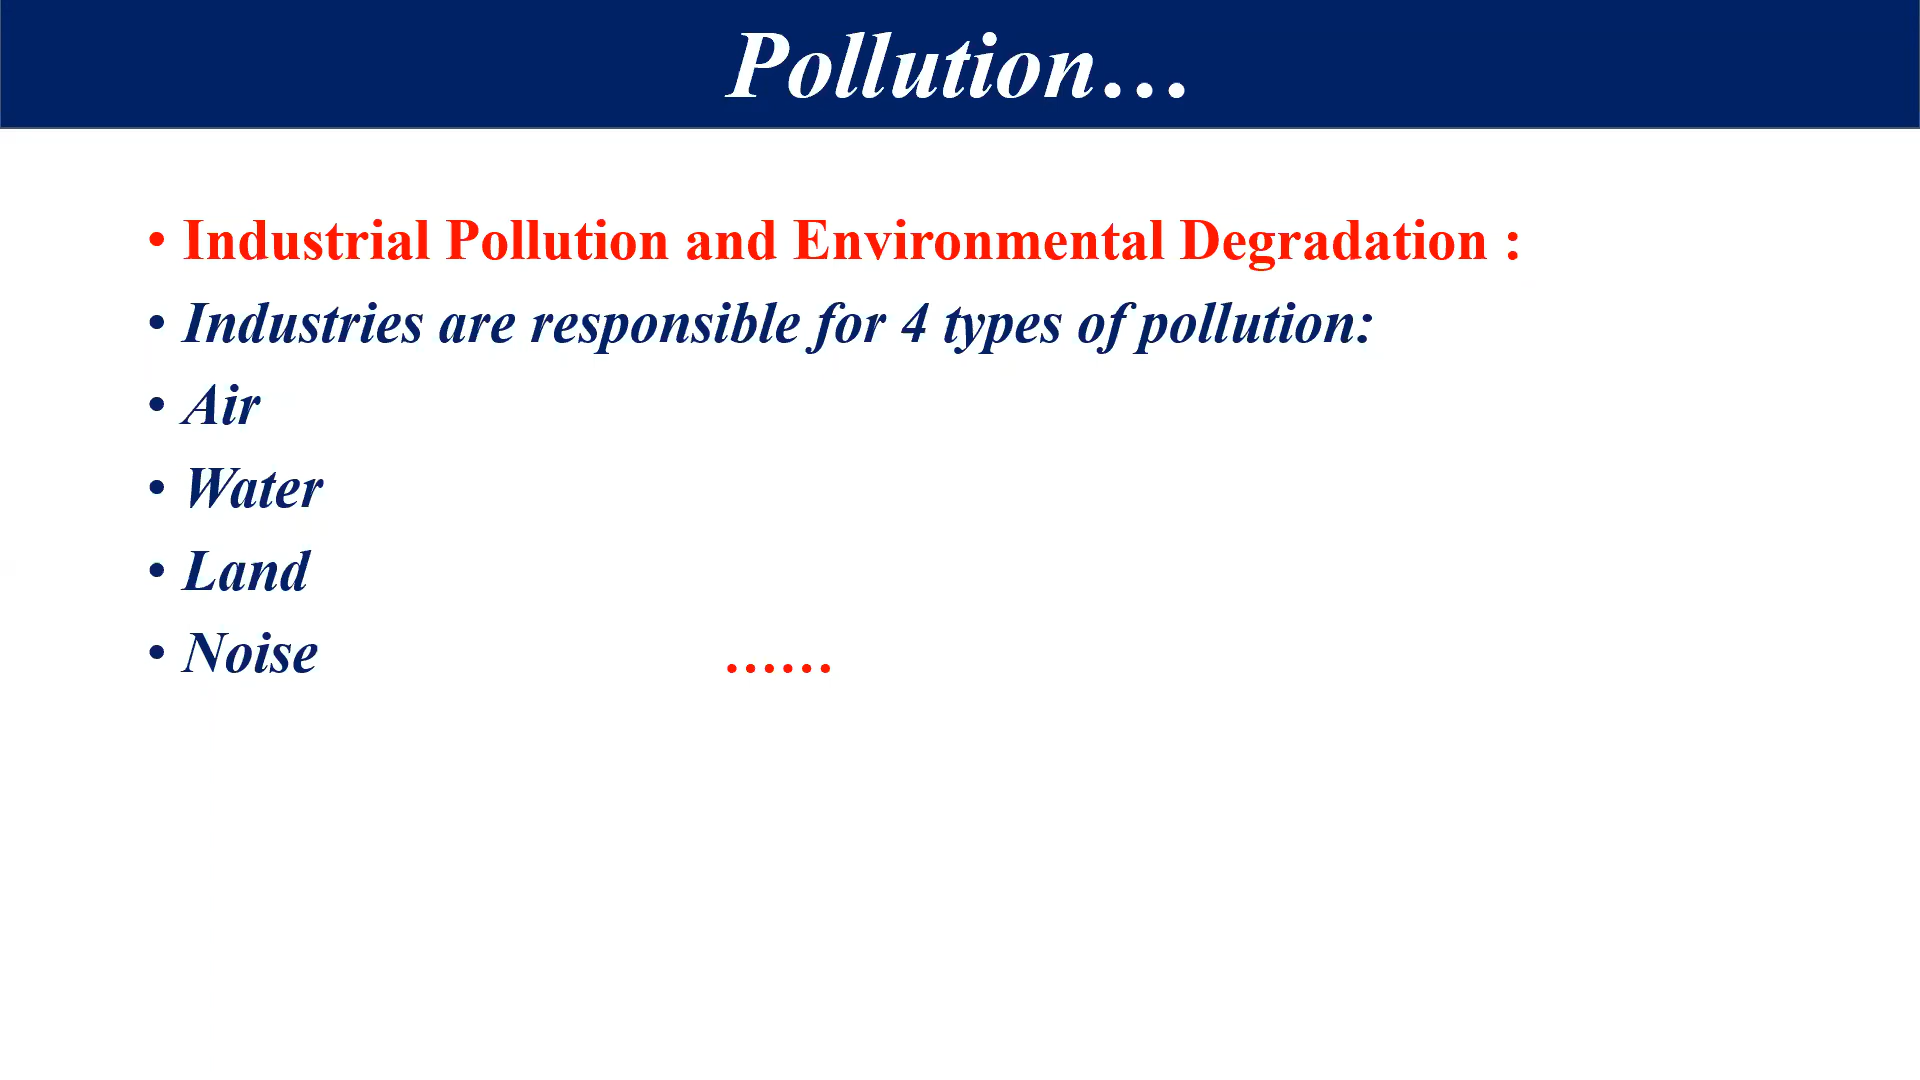 Pollution…
• Industrial Pollution and Environmental Degradation :
• Industries are responsible for 4 types of pollution:
• Air
• Water
• Land
• Noise ……